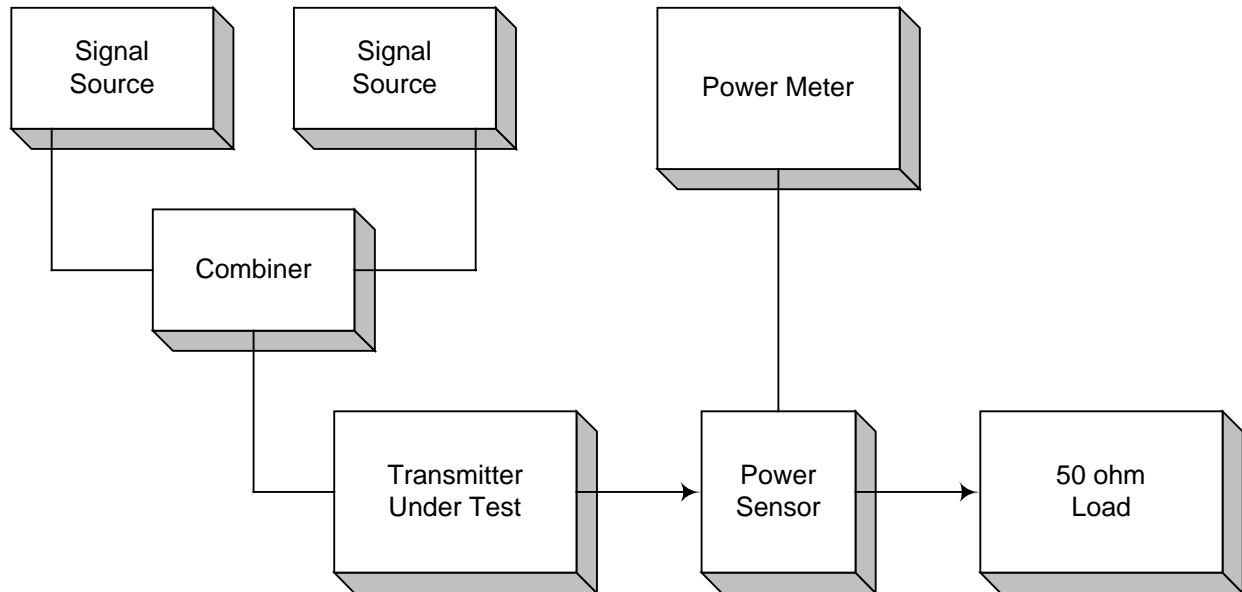 Signal
Source
Signal
Source
Power Meter
Combiner
Transmitter
Under Test
Power
Sensor
50 ohm
Load